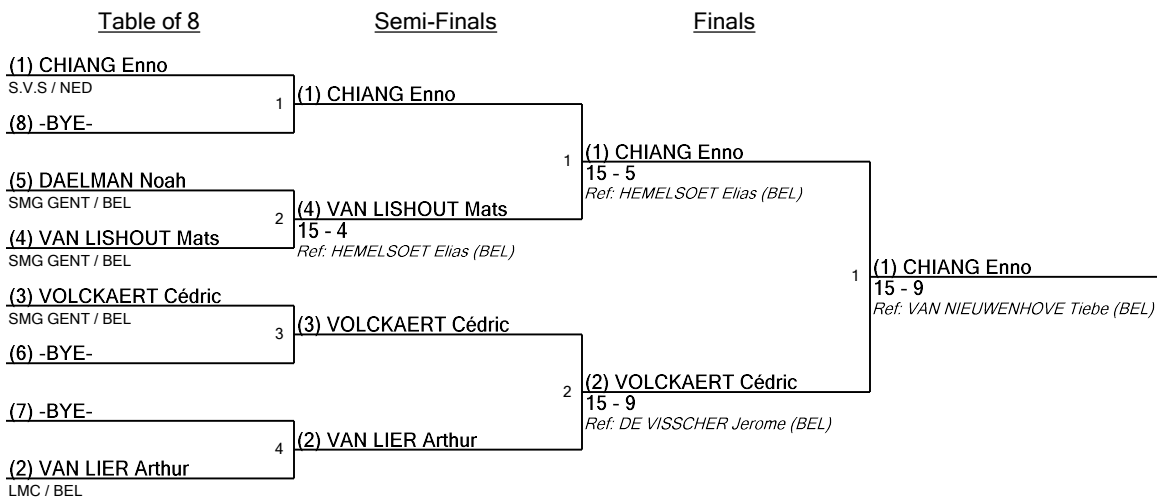 Table of 8
Semi-Finals
Finals
(1) CHIANG Enno
S.V.S / NED
1
(8) -BYE-
(5) DAELMAN Noah
SMG GENT / BEL
2
(4) VAN LISHOUT Mats
SMG GENT / BEL
(3) VOLCKAERT Cédric
SMG GENT / BEL
3
(6) -BYE-
(7) -BYE-
4
(2) VAN LIER Arthur
LMC / BEL
(1) CHIANG Enno
1
(4) VAN LISHOUT Mats
15 - 4
Ref: HEMELSOET Elias (BEL)
(3) VOLCKAERT Cédric
2
(2) VAN LIER Arthur
(1) CHIANG Enno
15 - 5
Ref: HEMELSOET Elias (BEL)
1
(2) VOLCKAERT Cédric
15 - 9
Ref: DE VISSCHER Jerome (BEL)
(1) CHIANG Enno
15 - 9
Ref: VAN NIEUWENHOVE Tiebe (BEL)